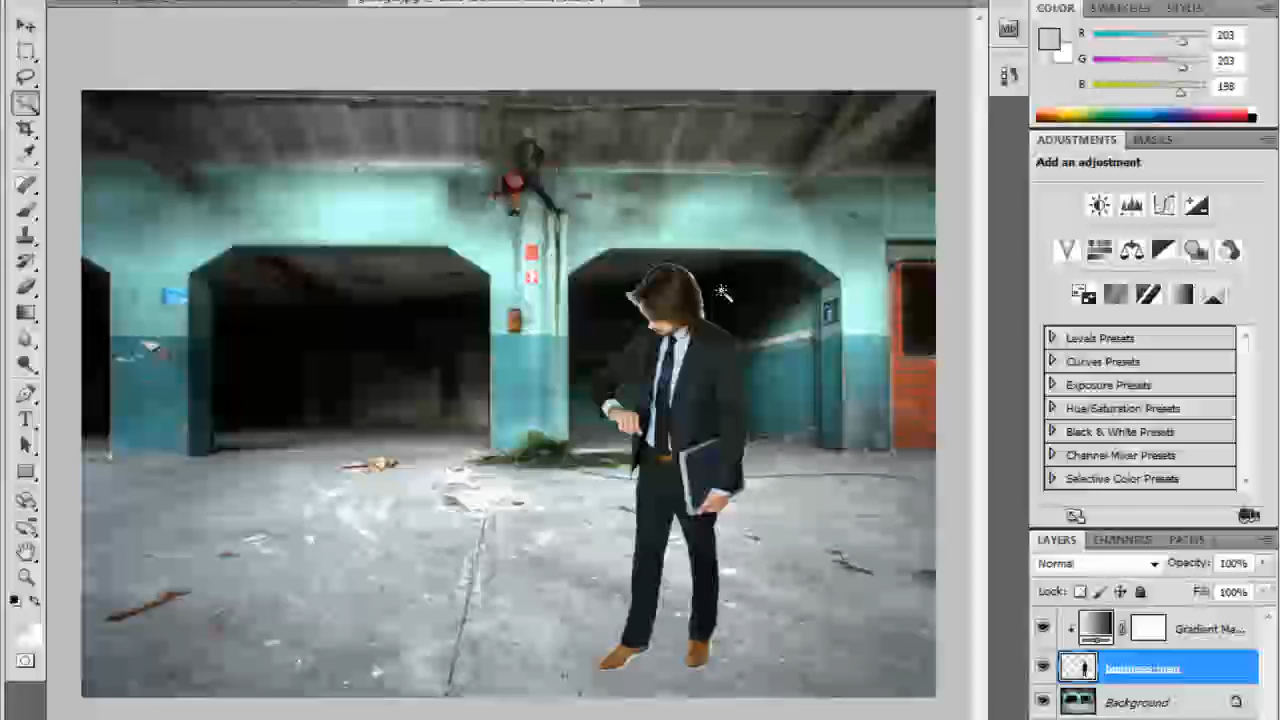 COLOR SWATCHES STYLES
R 203
G 203
B 198
ADJUSTMENTS MASKS
Add an adjustment
Levels Presets
Curves Presets
Exposure Presets
Hue/Saturation Presets
Black & White Presets
Channel Mixer Presets
Selective Color Presets
LAYERS CHANNELS PATHS
Normal Opacity: 100%
Lock: Fill: 100%
Gradient Ma...
Background